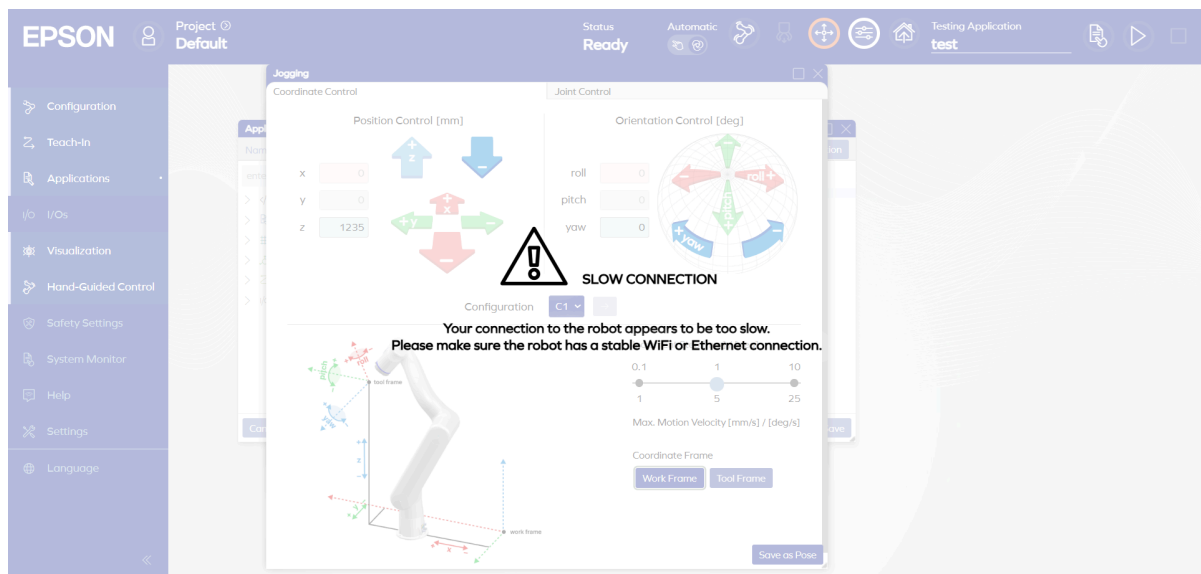 EPSON
Project
Default
Status
Ready
Automatic
Testing Application
test
Configuration
Teach-In
Applications
I/O I/Os
Visualization
Hand-Guided Control
Safety Settings
System Monitor
Help
Settings
Language
Jogging
Coordinate Control
Joint Control
Position Control [mm]
Orientation Control [deg]
+
z
-
x 0
y 0
z 1235
+y
+
x
-
-
roll 0
pitch 0
yaw 0
-
-
roll +
+pitch
+yaw
-
SLOW CONNECTION
Configuration C1
Your connection to the robot appears to be too slow.
Please make sure the robot has a stable WiFi or Ethernet connection.
0.1 1 10
1 5 25
Max. Motion Velocity [mm/s] / [deg/s]
Coordinate Frame
Work Frame Tool Frame
pitch
roll
yaw
tool frame
z
y
x
work frame
Save as Pose